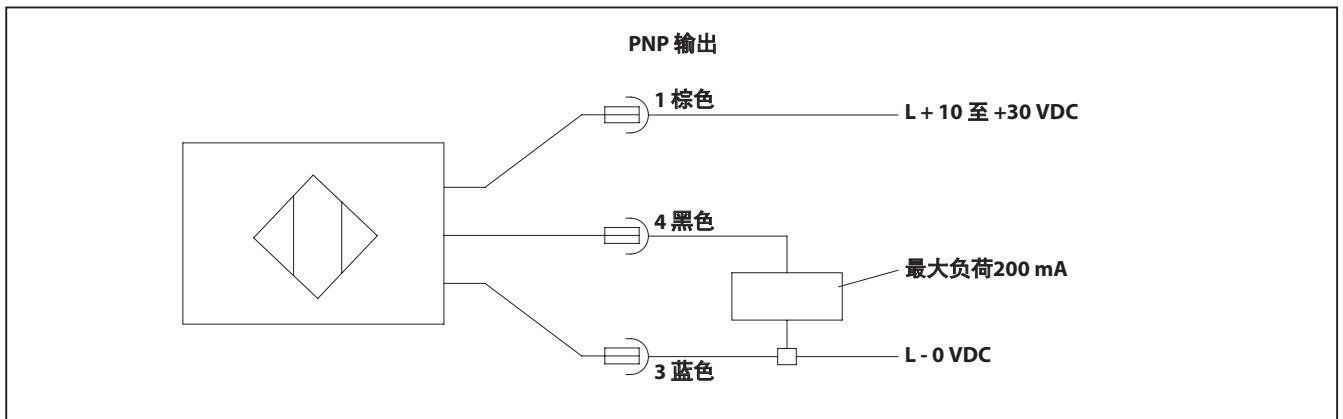 PNP 输出
1 棕色
L + 10 至 +30 VDC
4 黑色
最大负荷200 mA
L - 0 VDC
3 蓝色